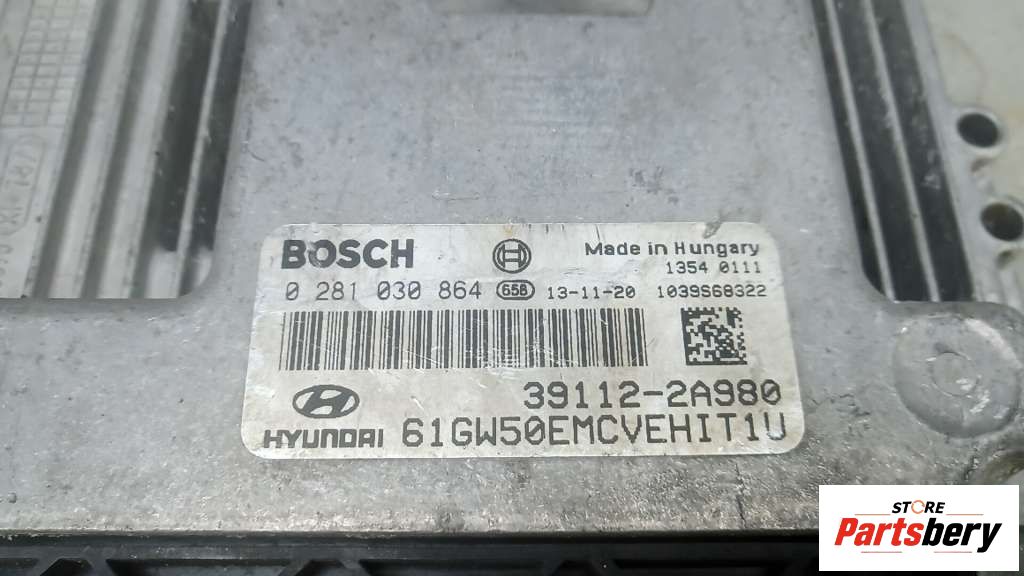 BOSCH
Made in Hungary
1354 0111
0 281 030 864 658 13-11-20 1039S68322
39112-2A980
HYUNDAI 61GW50EMCVEHIT1U
STORE
Partsbery